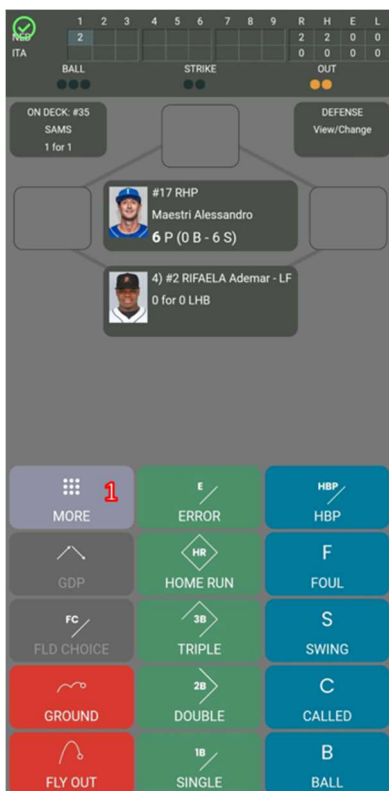 1 2 3 4 5 6 7 8 9 R H E L
NED 2 2 2 0 0
ITA 0 0 0 0
BALL STRIKE OUT
ON DECK: #35
SAMS
1 for 1
DEFENSE
View/Change
#17 RHP
Maestri Alessandro
6 P (0 B - 6 S)
4) #2 RIFAELA Ademar - LF
0 for 0 LHB
1
MORE
E
ERROR
HBP
HBP
GDP
HR
HOME RUN
F
FOUL
FC
FLD CHOICE
3B
TRIPLE
S
SWING
GROUND
2B
DOUBLE
C
CALLED
FLY OUT
1B
SINGLE
B
BALL